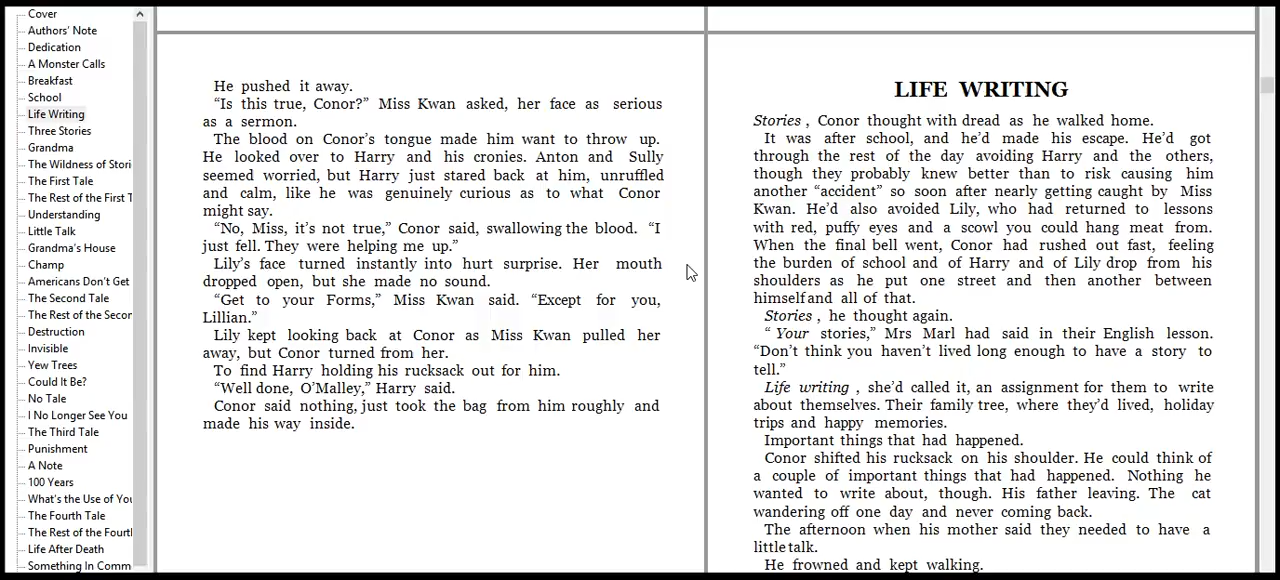 Cover
Authors' Note
Dedication
A Monster Calls
Breakfast
School
Life Writing
Three Stories
Grandma
The Wildness of Stori
The First Tale
The Rest of the First T
Understanding
Little Talk
Grandma's House
Champ
Americans Don't Get
The Second Tale
The Rest of the Secor
Destruction
Invisible
Yew Trees
Could It Be?
No Tale
I No Longer See You
The Third Tale
Punishment
A Note
100 Years
What's the Use of You
The Fourth Tale
The Rest of the Fourtl
Life After Death
Something In Comm
He pushed it away.
“Is this true, Conor?” Miss Kwan asked, her face as serious
as a sermon.
The blood on Conor’s tongue made him want to throw up.
He looked over to Harry and his cronies. Anton and Sully
seemed worried, but Harry just stared back at him, unruffled
and calm, like he was genuinely curious as to what Conor
might say.
“No, Miss, it’s not true,” Conor said, swallowing the blood. “I
just fell. They were helping me up.”
Lily’s face turned instantly into hurt surprise. Her mouth
dropped open, but she made no sound.
“Get to your Forms,” Miss Kwan said. “Except for you,
Lillian.”
Lily kept looking back at Conor as Miss Kwan pulled her
away, but Conor turned from her.
To find Harry holding his rucksack out for him.
“Well done, O’Malley,” Harry said.
Conor said nothing, just took the bag from him roughly and
made his way inside.
LIFE WRITING
Stories , Conor thought with dread as he walked home.
It was after school, and he’d made his escape. He’d got
through the rest of the day avoiding Harry and the others,
though they probably knew better than to risk causing him
another “accident” so soon after nearly getting caught by Miss
Kwan. He’d also avoided Lily, who had returned to lessons
with red, puffy eyes and a scowl you could hang meat from.
When the final bell went, Conor had rushed out fast, feeling
the burden of school and of Harry and of Lily drop from his
shoulders as he put one street and then another between
himself and all of that.
Stories , he thought again.
“ Your stories,” Mrs Marl had said in their English lesson.
“Don’t think you haven’t lived long enough to have a story to
tell.”
Life writing , she’d called it, an assignment for them to write
about themselves. Their family tree, where they’d lived, holiday
trips and happy memories.
Important things that had happened.
Conor shifted his rucksack on his shoulder. He could think of
a couple of important things that had happened. Nothing he
wanted to write about, though. His father leaving. The cat
wandering off one day and never coming back.
The afternoon when his mother said they needed to have a
little talk.
He frowned and kept walking.